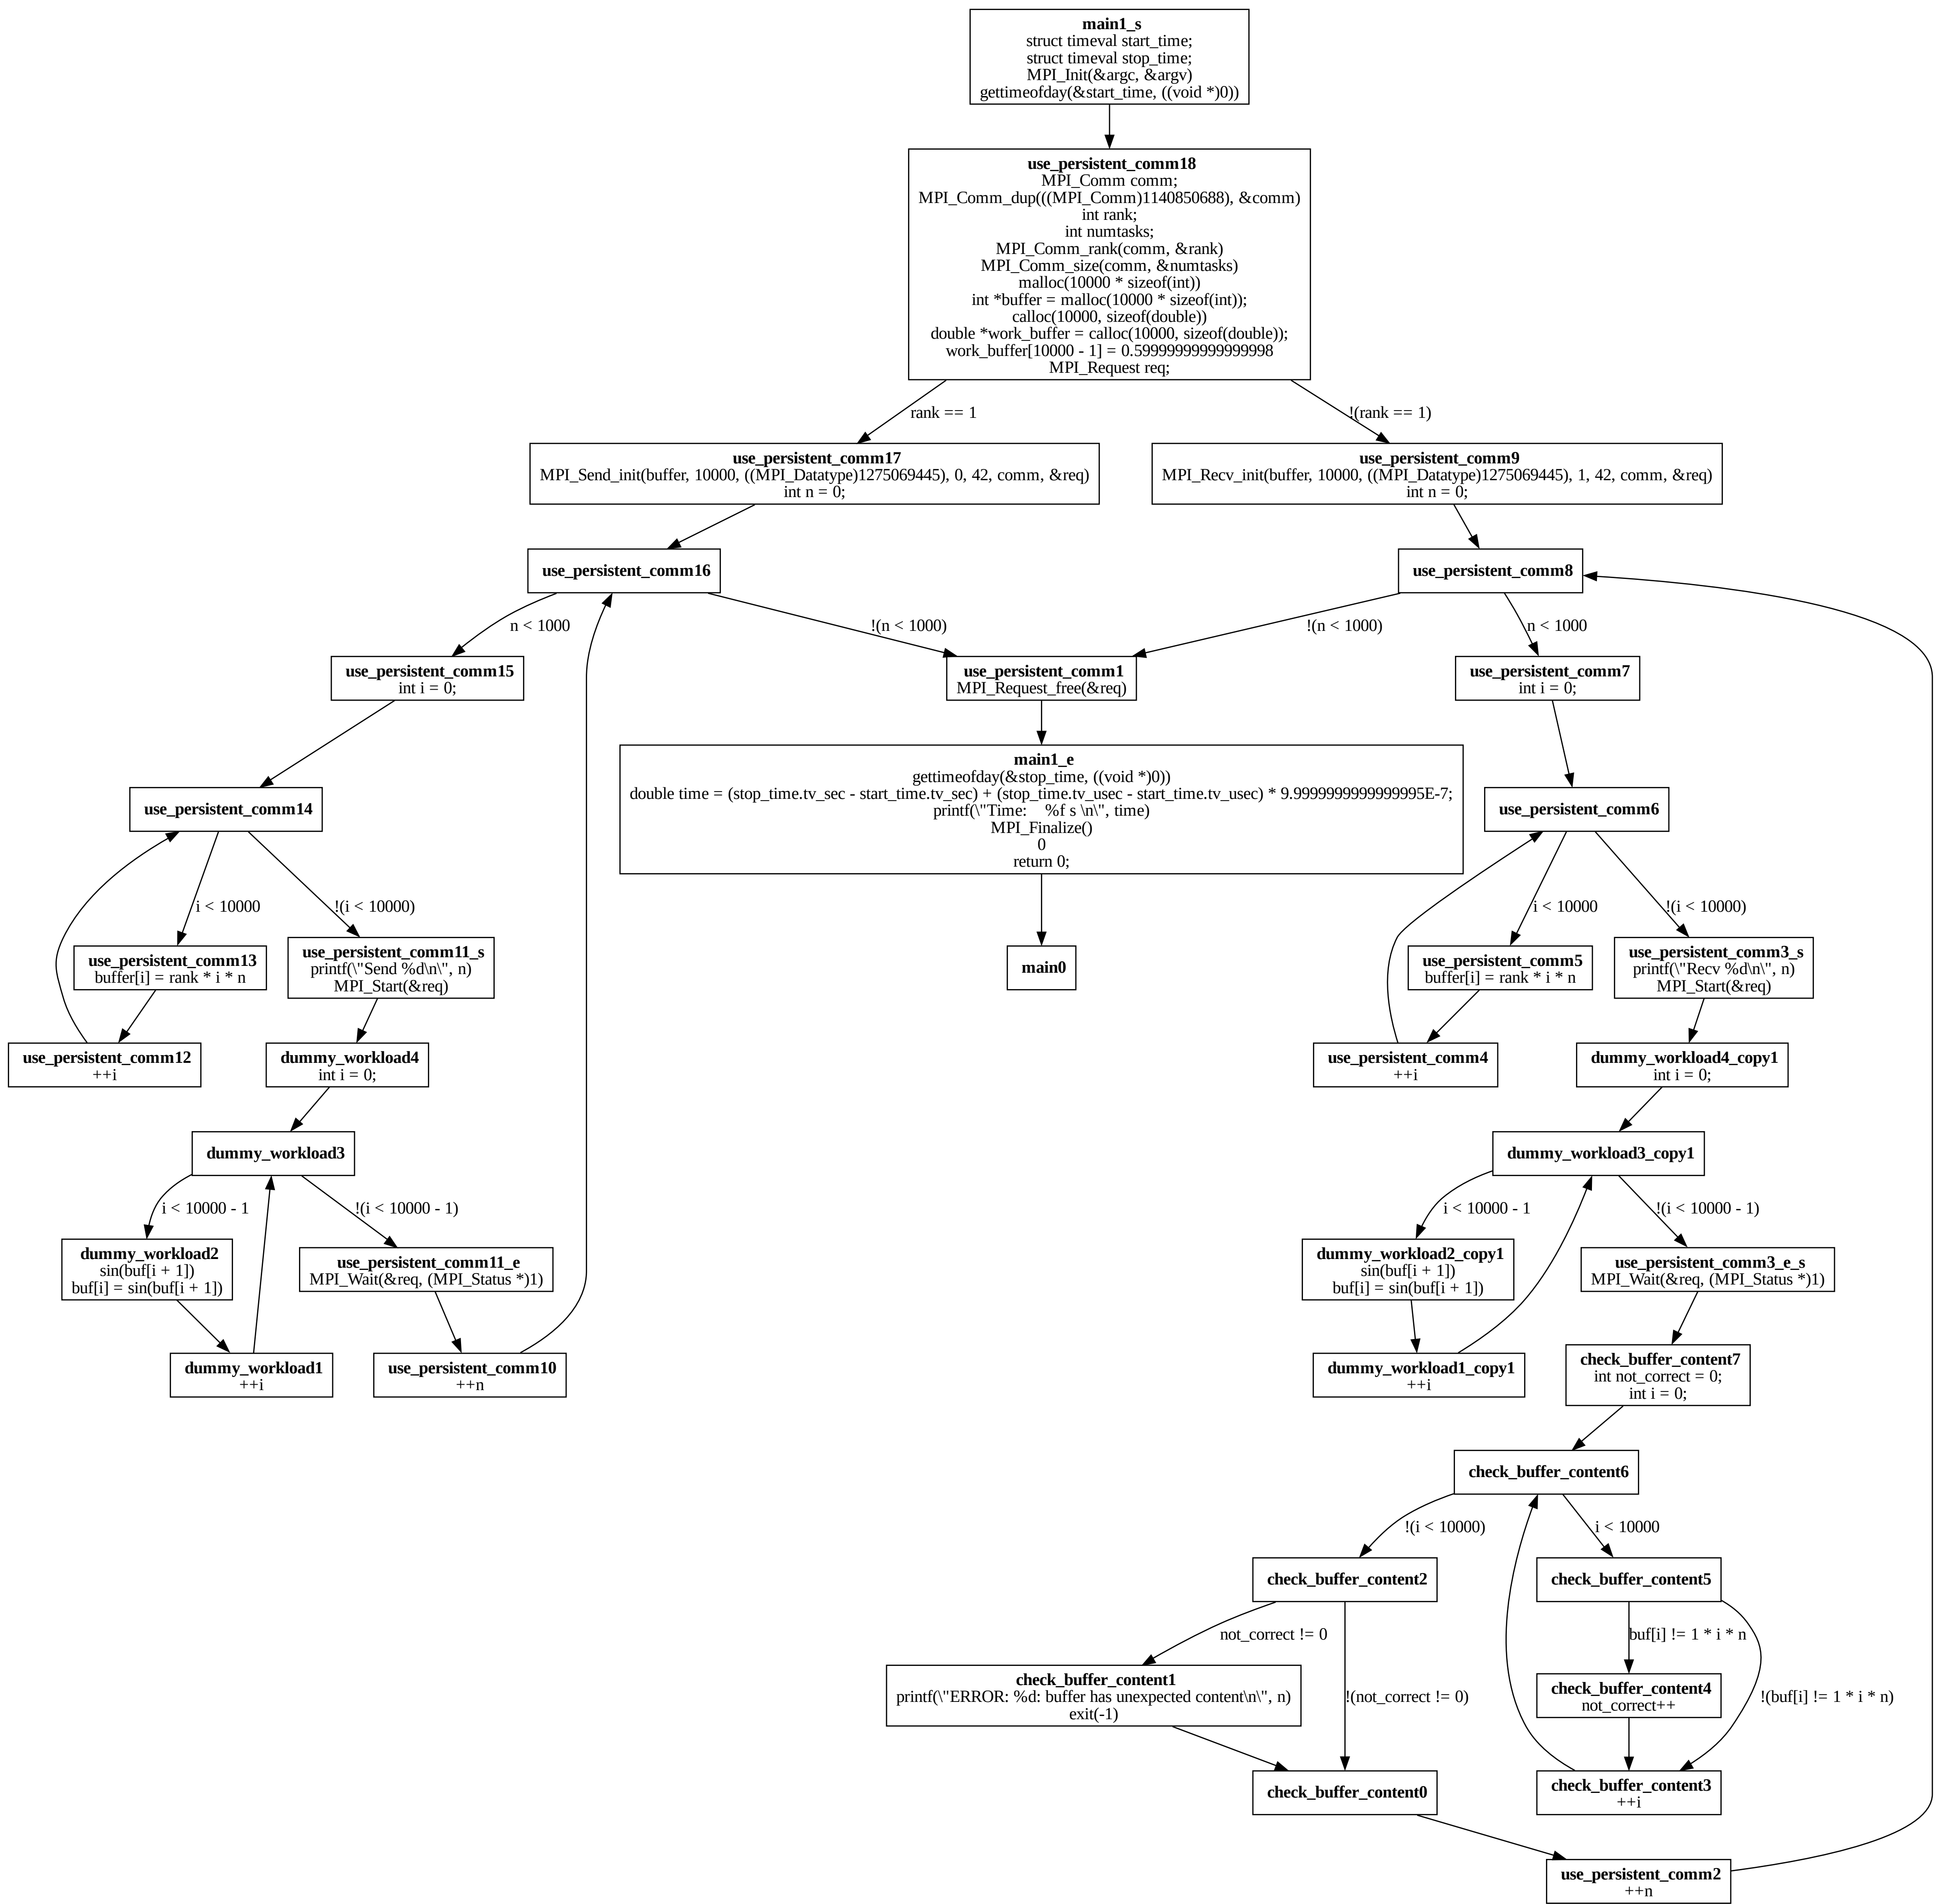 main1_s
struct timeval start_time;
struct timeval stop_time;
MPI_Init(&argc, &argv)
gettimeofday(&start_time, ((void *)0))
use_persistent_comm18
MPI_Comm comm;
MPI_Comm_dup(((MPI_Comm)1140850688), &comm)
int rank;
int numtasks;
MPI_Comm_rank(comm, &rank)
MPI_Comm_size(comm, &numtasks)
malloc(10000 * sizeof(int))
int *buffer = malloc(10000 * sizeof(int));
calloc(10000, sizeof(double))
double *work_buffer = calloc(10000, sizeof(double));
work_buffer[10000 - 1] = 0.59999999999999998
MPI_Request req;
rank == 1
!(rank == 1)
use_persistent_comm17
MPI_Send_init(buffer, 10000, ((MPI_Datatype)1275069445), 0, 42, comm, &req)
int n = 0;
use_persistent_comm9
MPI_Recv_init(buffer, 10000, ((MPI_Datatype)1275069445), 1, 42, comm, &req)
int n = 0;
use_persistent_comm16
use_persistent_comm8
n < 1000
!(n < 1000)
!(n < 1000)
n < 1000
use_persistent_comm15
int i = 0;
use_persistent_comm1
MPI_Request_free(&req)
use_persistent_comm7
int i = 0;
main1_e
gettimeofday(&stop_time, ((void *)0))
double time = (stop_time.tv_sec - start_time.tv_sec) + (stop_time.tv_usec - start_time.tv_usec) * 9.9999999999999995E-7;
printf(\"Time:    %f s \n\", time)
MPI_Finalize()
0
return 0;
use_persistent_comm14
use_persistent_comm6
i < 10000
!(i < 10000)
i < 10000
!(i < 10000)
use_persistent_comm13
buffer[i] = rank * i * n
use_persistent_comm11_s
printf(\"Send %d\n\", n)
MPI_Start(&req)
main0
use_persistent_comm5
buffer[i] = rank * i * n
use_persistent_comm3_s
printf(\"Recv %d\n\", n)
MPI_Start(&req)
use_persistent_comm12
++i
dummy_workload4
int i = 0;
use_persistent_comm4
++i
dummy_workload4_copy1
int i = 0;
dummy_workload3
dummy_workload3_copy1
i < 10000 - 1
!(i < 10000 - 1)
i < 10000 - 1
!(i < 10000 - 1)
dummy_workload2
sin(buf[i + 1])
buf[i] = sin(buf[i + 1])
use_persistent_comm11_e
MPI_Wait(&req, (MPI_Status *)1)
dummy_workload2_copy1
sin(buf[i + 1])
buf[i] = sin(buf[i + 1])
use_persistent_comm3_e_s
MPI_Wait(&req, (MPI_Status *)1)
dummy_workload1
++i
use_persistent_comm10
++n
dummy_workload1_copy1
++i
check_buffer_content7
int not_correct = 0;
int i = 0;
check_buffer_content6
!(i < 10000)
i < 10000
check_buffer_content2
check_buffer_content5
not_correct != 0
buf[i] != 1 * i * n
check_buffer_content1
printf(\"ERROR: %d: buffer has unexpected content\n\", n)
exit(-1)
!(not_correct != 0)
check_buffer_content4
not_correct++
!(buf[i] != 1 * i * n)
check_buffer_content0
check_buffer_content3
++i
use_persistent_comm2
++n